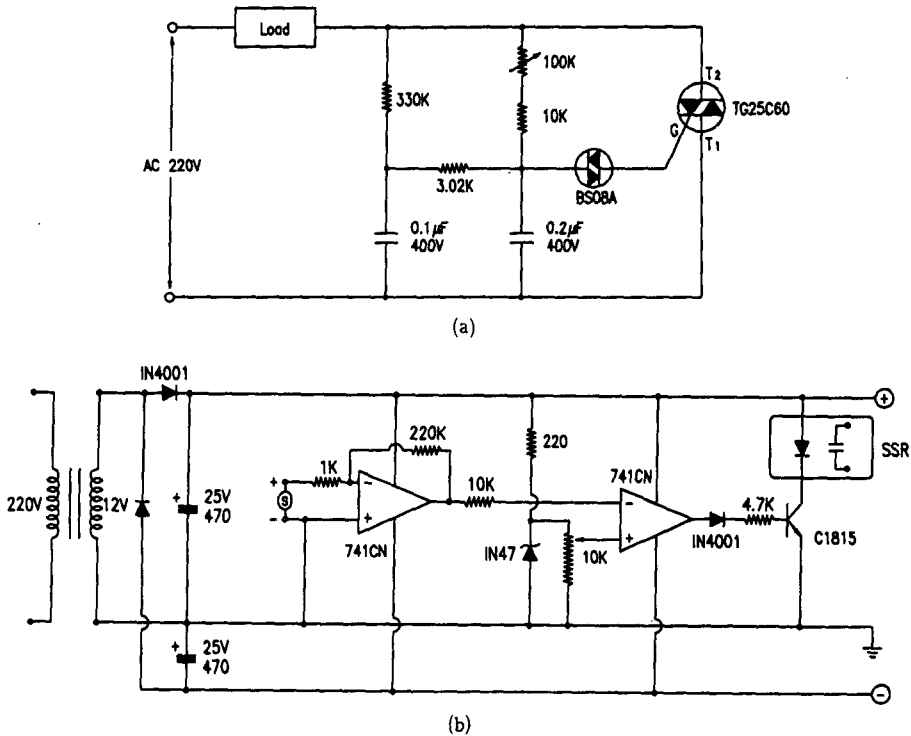 Load
100K
T2
330K
10K
TG25C60
G
T1
AC 220V
3.02K
BS08A
0.1μF
400V
0.2μF
400V
(a)
IN4001
+
220K
220
SSR
1K
741CN
10K
220V
12V
+
25V
470
+
S
-
-
+
-
+
4.7K
741CN
IN47
10K
IN4001
C1815
+
25V
470
-
(b)